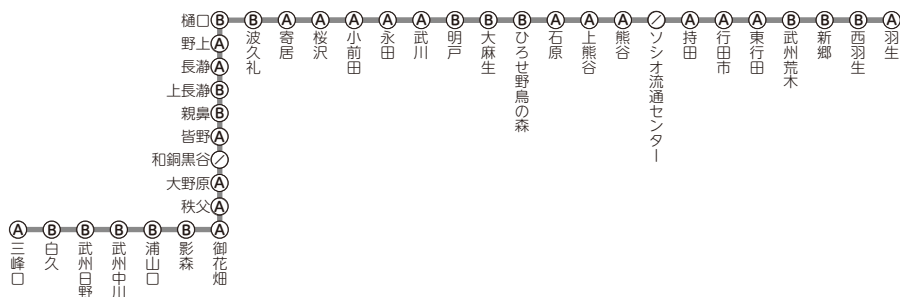 樋口 B
B 波久礼
A 寄居
A 桜沢
A 小前田
A 永田
A 武川
B 明戸
B 大麻生
B ひろせ野鳥の森
A 石原
A 上熊谷
A 熊谷
／ ソシオ流通センター
A 持田
A 行田市
A 東行田
B 武州荒木
B 新郷
B 西羽生
A 羽生
野上 A
長瀞 A
上長瀞 B
親鼻 B
皆野 A
和銅黒谷 ／
大野原 A
秩父 A
A 三峰口
B 白久
B 武州日野
B 武州中川
B 浦山口
B 影森
A 御花畑